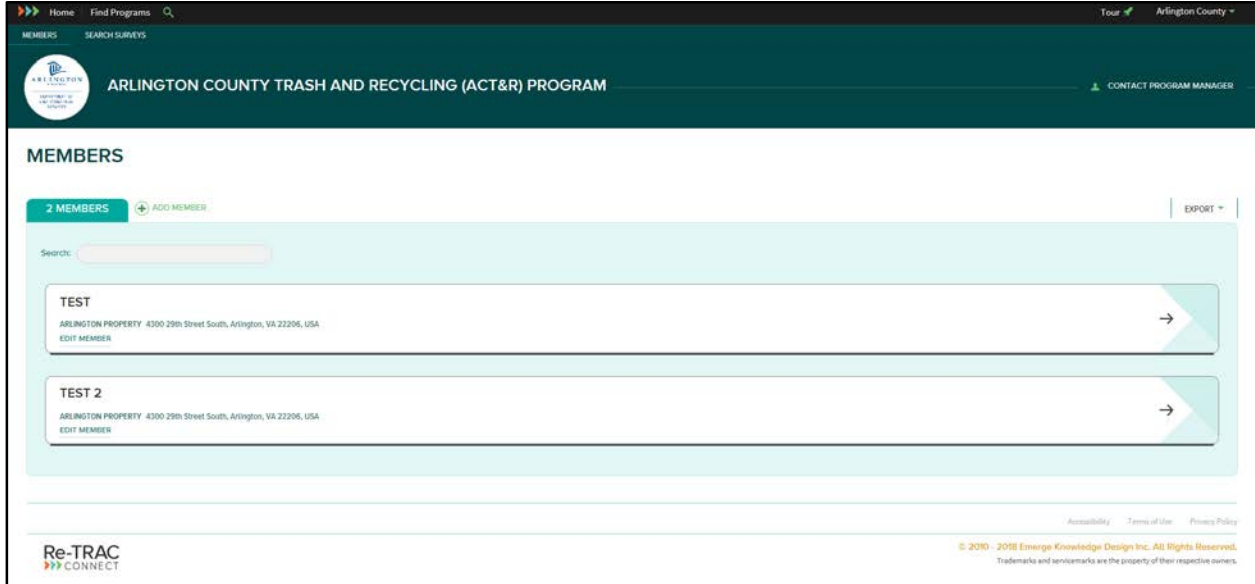 Home Find Programs
Tour Arlington County
MEMBERS SEARCH SURVEYS
ARLINGTON
ARLINGTON COUNTY TRASH AND RECYCLING (ACT&R) PROGRAM
CONTACT PROGRAM MANAGER
MEMBERS
2 MEMBERS
ADD MEMBER
EXPORT
Search:
TEST
ARLINGTON PROPERTY 4300 29th Street South, Arlington, VA 22206, USA
EDIT MEMBER
TEST 2
ARLINGTON PROPERTY 4300 29th Street South, Arlington, VA 22206, USA
EDIT MEMBER
Accessibility Terms of Use Privacy Policy
Re-TRAC
CONNECT
© 2010 - 2018 Emerge Knowledge Design Inc. All Rights Reserved.
Trademarks and servicemarks are the property of their respective owners.